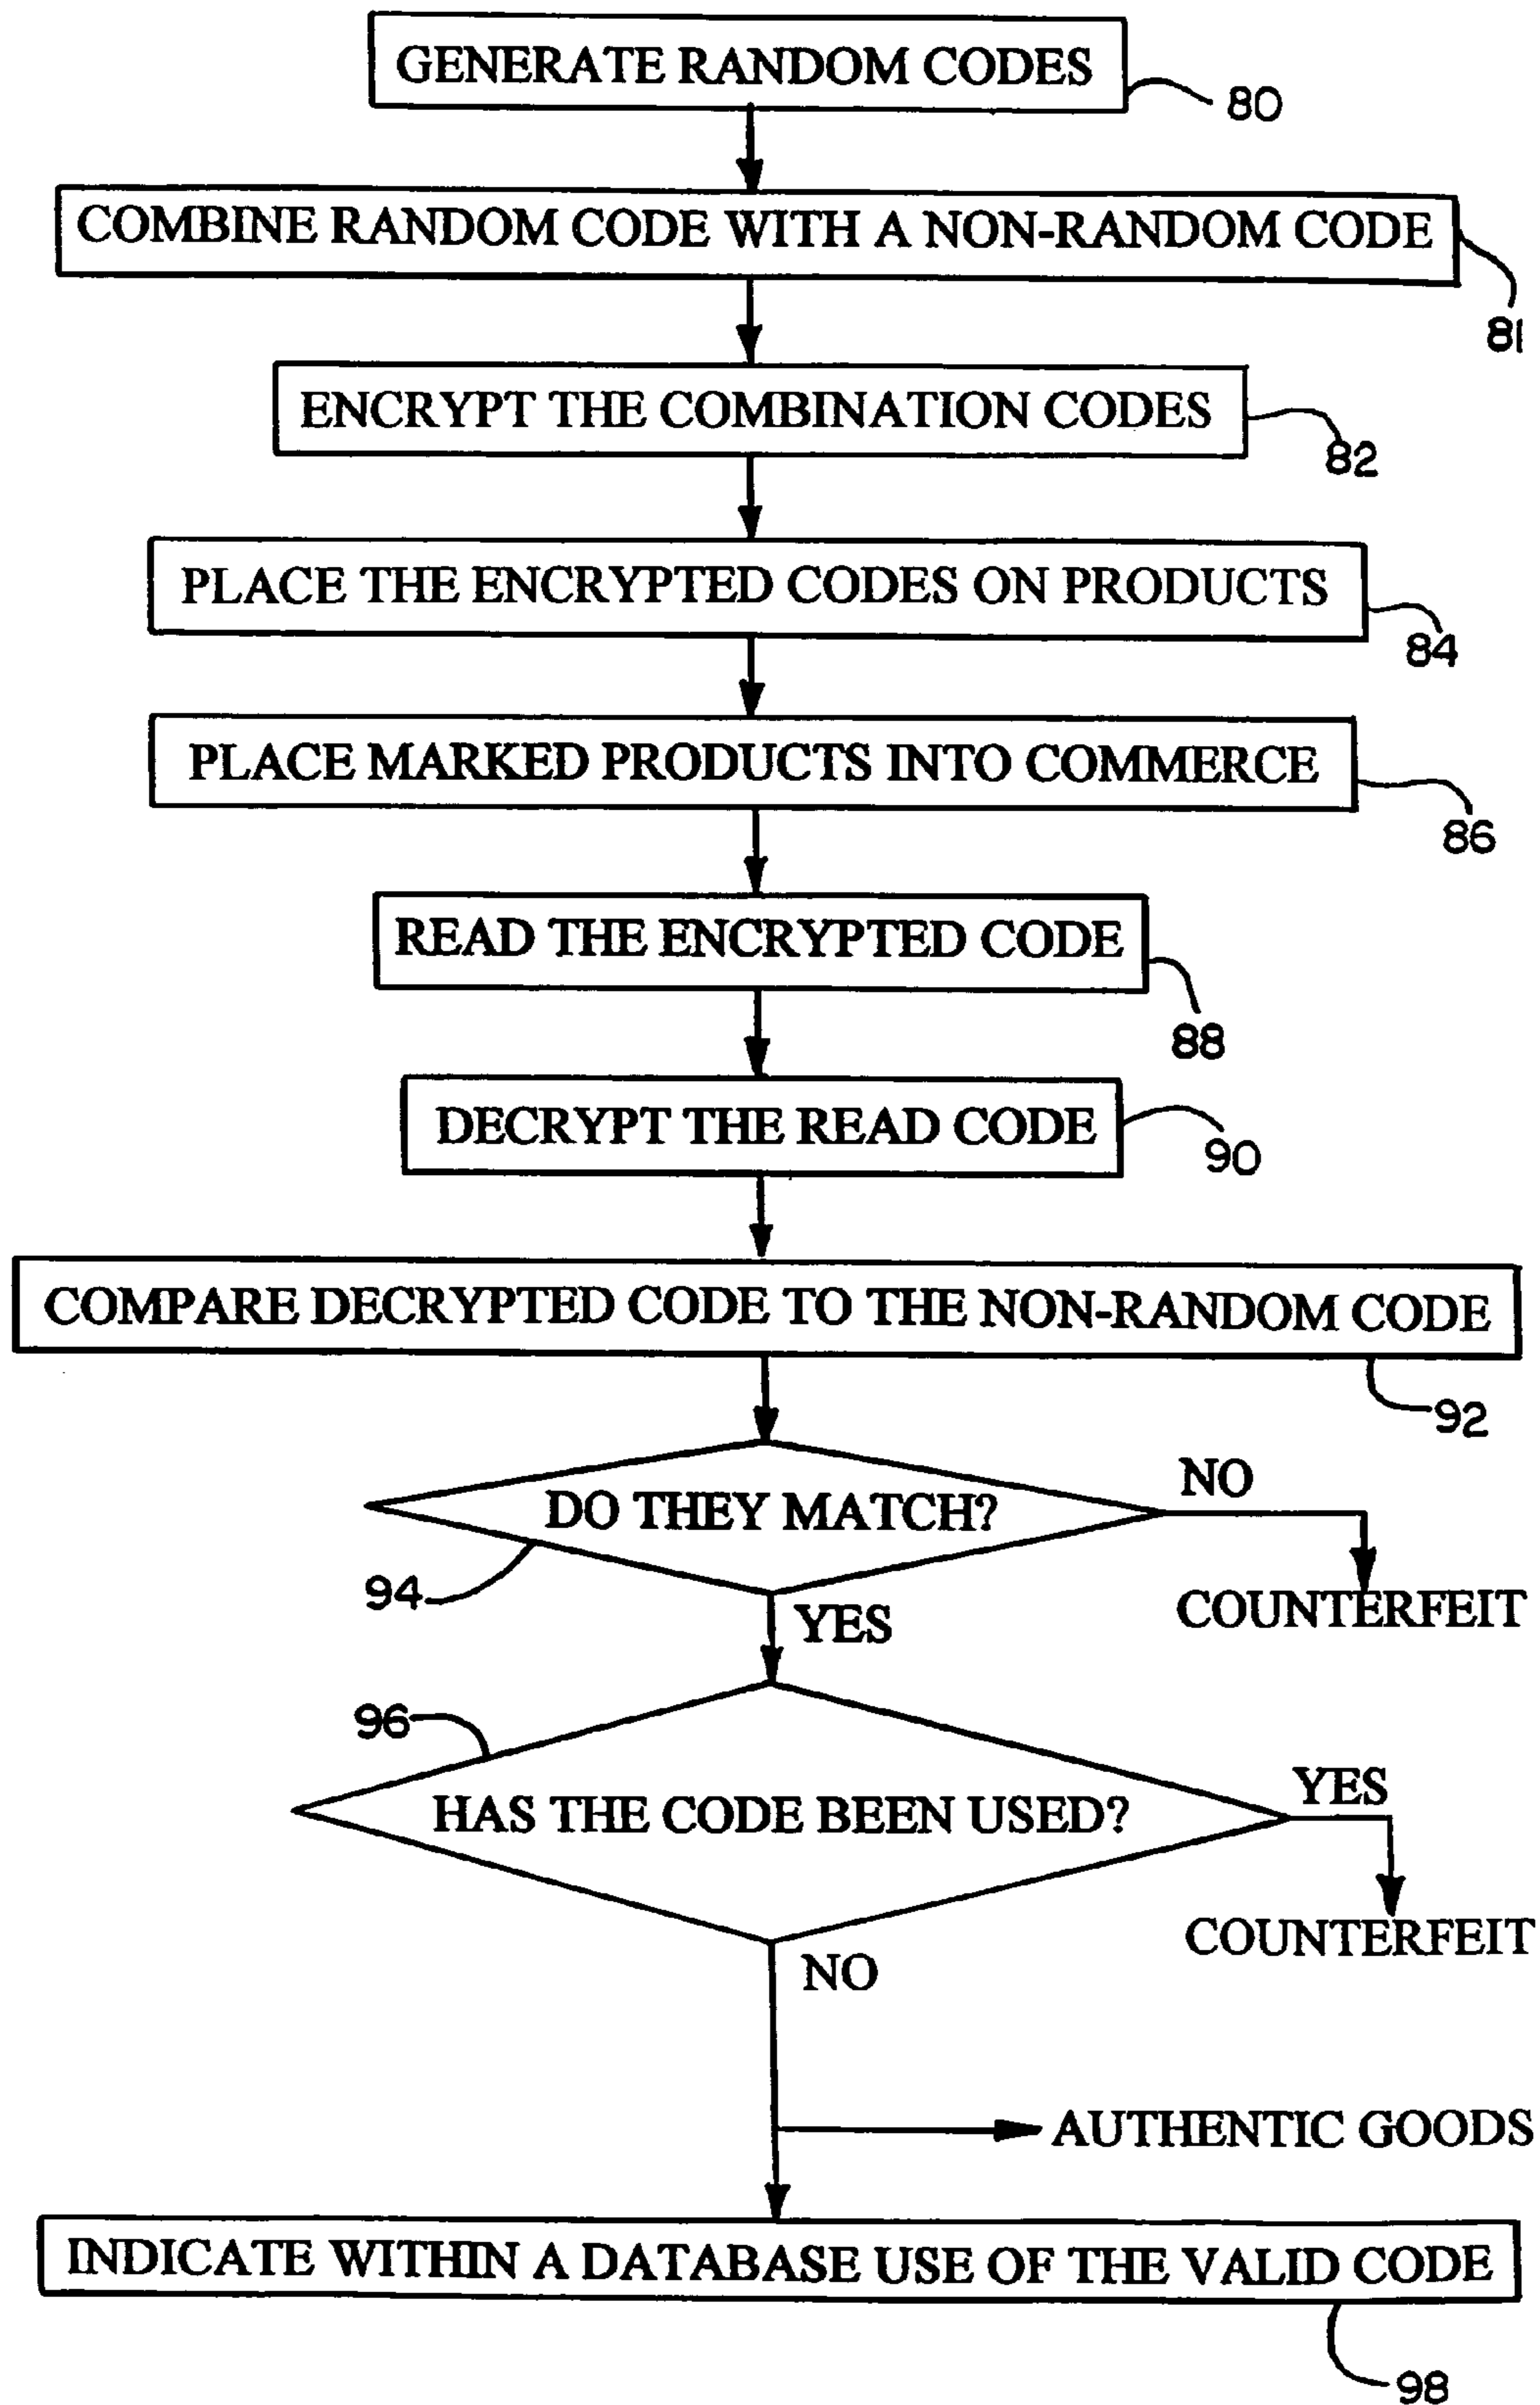 GENERATE RANDOM CODES
80
COMBINE RANDOM CODE WITH A NON-RANDOM CODE
81
ENCRYPT THE COMBINATION CODES
82
PLACE THE ENCRYPTED CODES ON PRODUCTS
84
PLACE MARKED PRODUCTS INTO COMMERCE
86
READ THE ENCRYPTED CODE
88
DECRYPT THE READ CODE
90
COMPARE DECRYPTED CODE TO THE NON-RANDOM CODE
92
DO THEY MATCH?
NO
94
COUNTERFEIT
YES
96
HAS THE CODE BEEN USED?
YES
COUNTERFEIT
NO
AUTHENTIC GOODS
INDICATE WITHIN A DATABASE USE OF THE VALID CODE
98